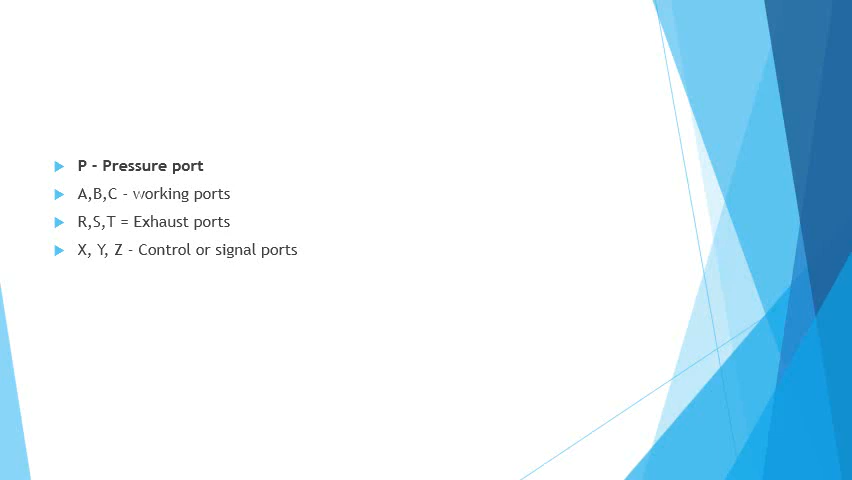 P - Pressure port
A,B,C - working ports
R,S,T = Exhaust ports
X, Y, Z - Control or signal ports